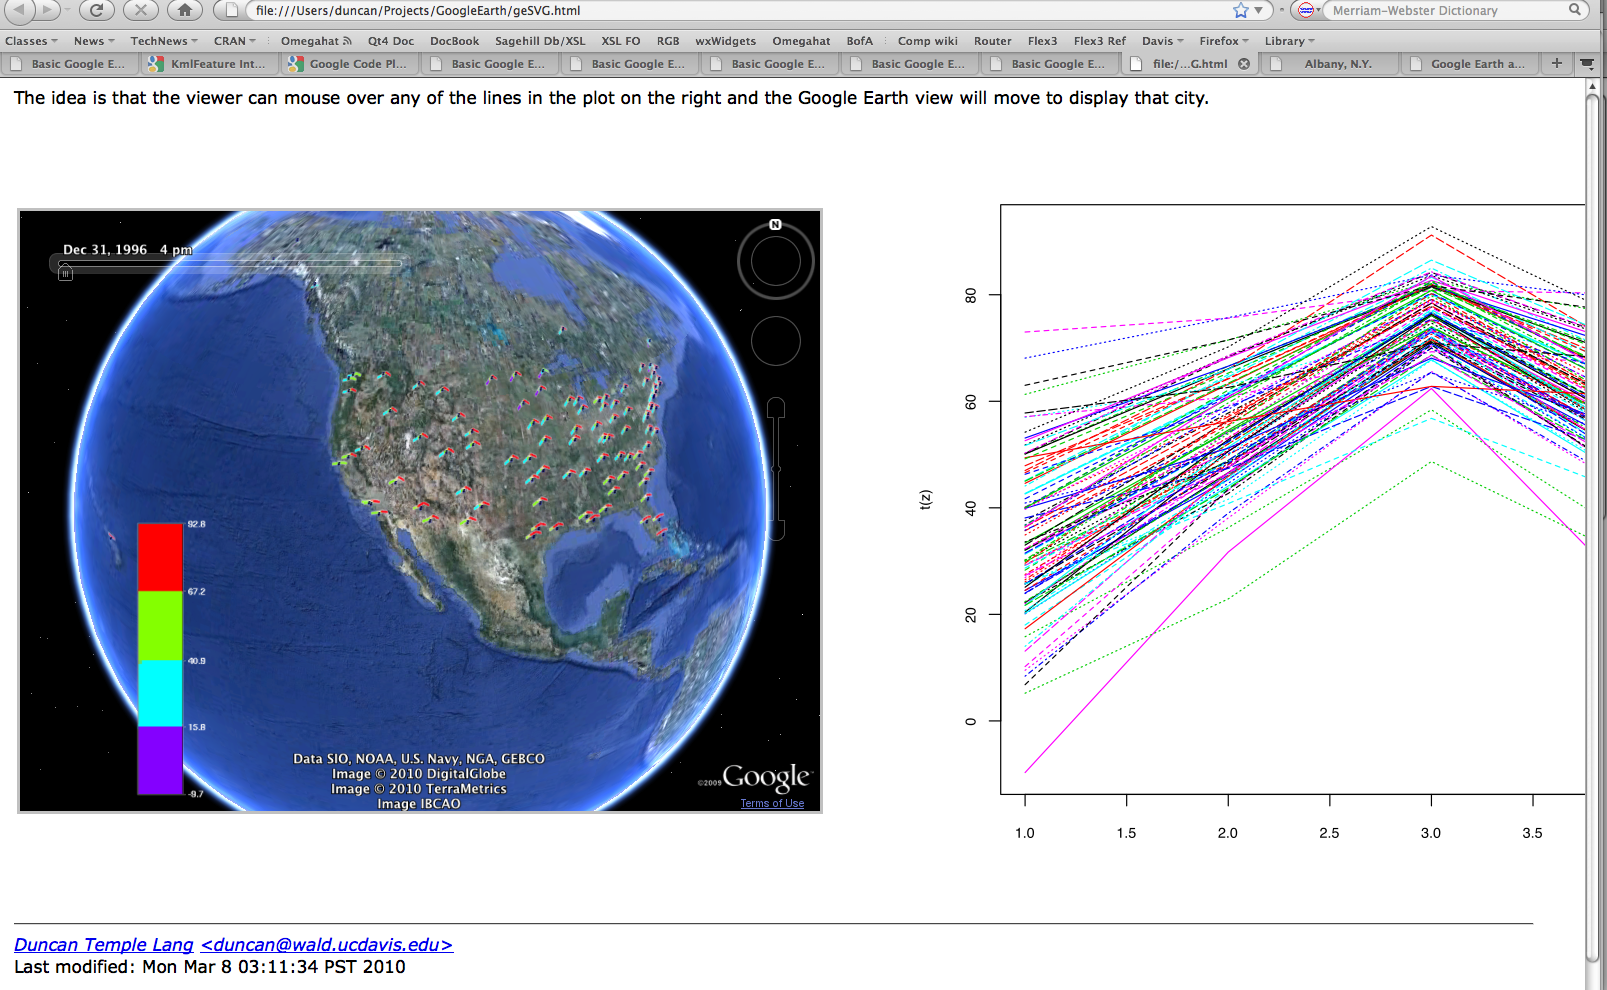 file:///Users/duncan/Projects/GoogleEarth/geSVG.html
Merriam-Webster Dictionary
Classes News TechNews CRAN Omegahat Qt4 Doc DocBook Sagehill Db/XSL XSL FO RGB wxWidgets Omegahat BofA Comp wiki Router Flex3 Flex3 Ref Davis Firefox Library
Basic Google E... KmlFeature Int... Google Code Pl... Basic Google E... Basic Google E... Basic Google E... Basic Google E... Basic Google E... file:/...G.html Albany, N.Y. Google Earth a...
The idea is that the viewer can mouse over any of the lines in the plot on the right and the Google Earth view will move to display that city.
N
Dec 31, 1996 4 pm
92.8
67.2
40.9
15.8
-9.7
Data SIO, NOAA, U.S. Navy, NGA, GEBCO
Image © 2010 DigitalGlobe
Image © 2010 TerraMetrics
Image IBCAO
©2009 Google
Terms of Use
t(z)
80
60
40
20
0
1.0 1.5 2.0 2.5 3.0 3.5
Duncan Temple Lang <duncan@wald.ucdavis.edu>
Last modified: Mon Mar 8 03:11:34 PST 2010